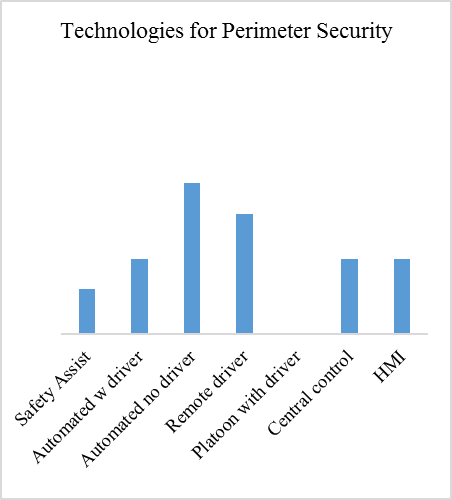 Technologies for Perimeter Security
Safety Assist
Automated w driver
Automated no driver
Remote driver
Platoon with driver
Central control
HMI